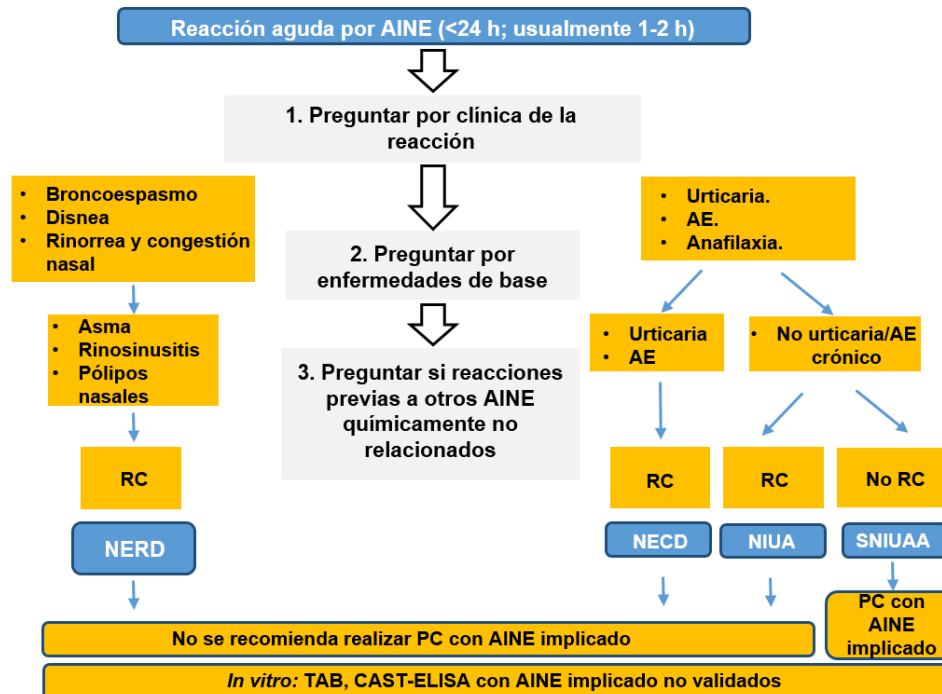 Reacción aguda por AINE (<24 h; usualmente 1-2 h)
1. Preguntar por clínica de la
reacción
• Broncoespasmo
• Disnea
• Rinorrea y congestión
nasal
• Urticaria.
• AE.
• Anafilaxia.
2. Preguntar por
enfermedades de base
• Asma
• Rinosinusitis
• Pólipos
nasales
• Urticaria
• AE
• No urticaria/AE
crónico
3. Preguntar si reacciones
previas a otros AINE
químicamente no
relacionados
RC
RC
RC
No RC
NERD
NECD
NIUA
SNIUAA
No se recomienda realizar PC con AINE implicado
PC con
AINE
implicado
In vitro: TAB, CAST-ELISA con AINE implicado no validados